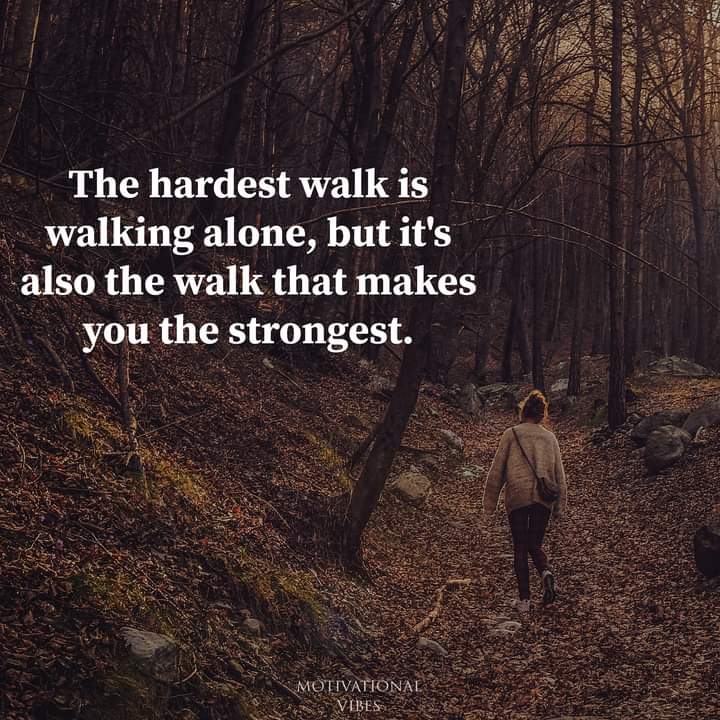 The hardest walk is
walking alone, but it's
also the walk that makes
you the strongest.
MOTIVATIONAL
VIBES